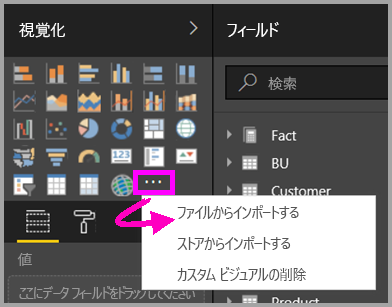 視覚化
フィールド
検索
123
Fact
BU
Customer
ファイルからインポートする
ストアからインポートする
カスタム ビジュアルの削除
値
ここにデータ フィールドをドラップしてください
Product